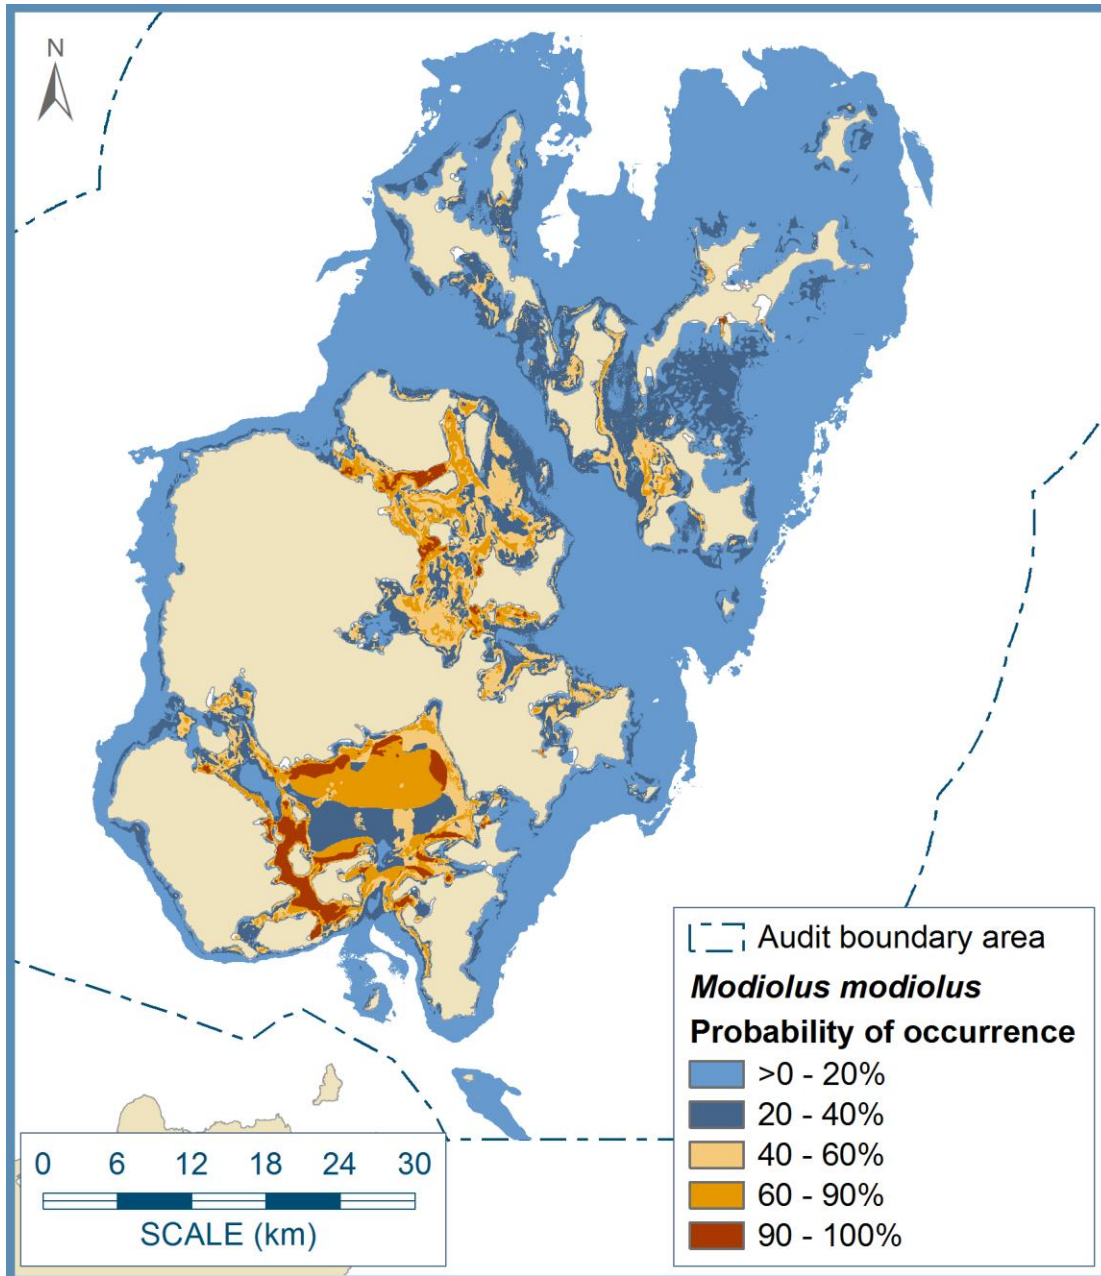 N
Audit boundary area
Modiolus modiolus
Probability of occurrence
>0 - 20%
20 - 40%
40 - 60%
60 - 90%
90 - 100%
0 6 12 18 24 30
SCALE (km)